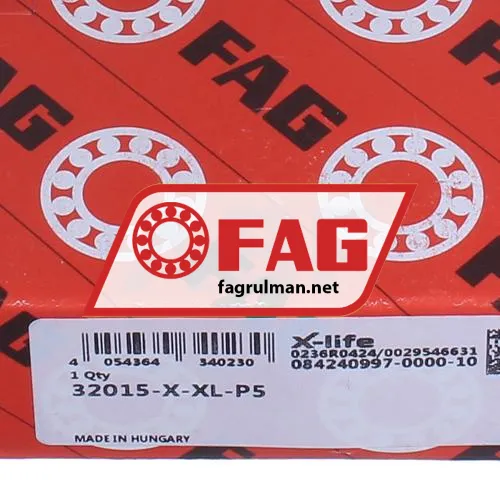 FAG
FAG
FAG
fagrulman.net
4 054364 340230
1 Qty
32015-X-XL-P5
MADE IN HUNGARY
X-life
0236R0424/0029546631
084240997-0000-10